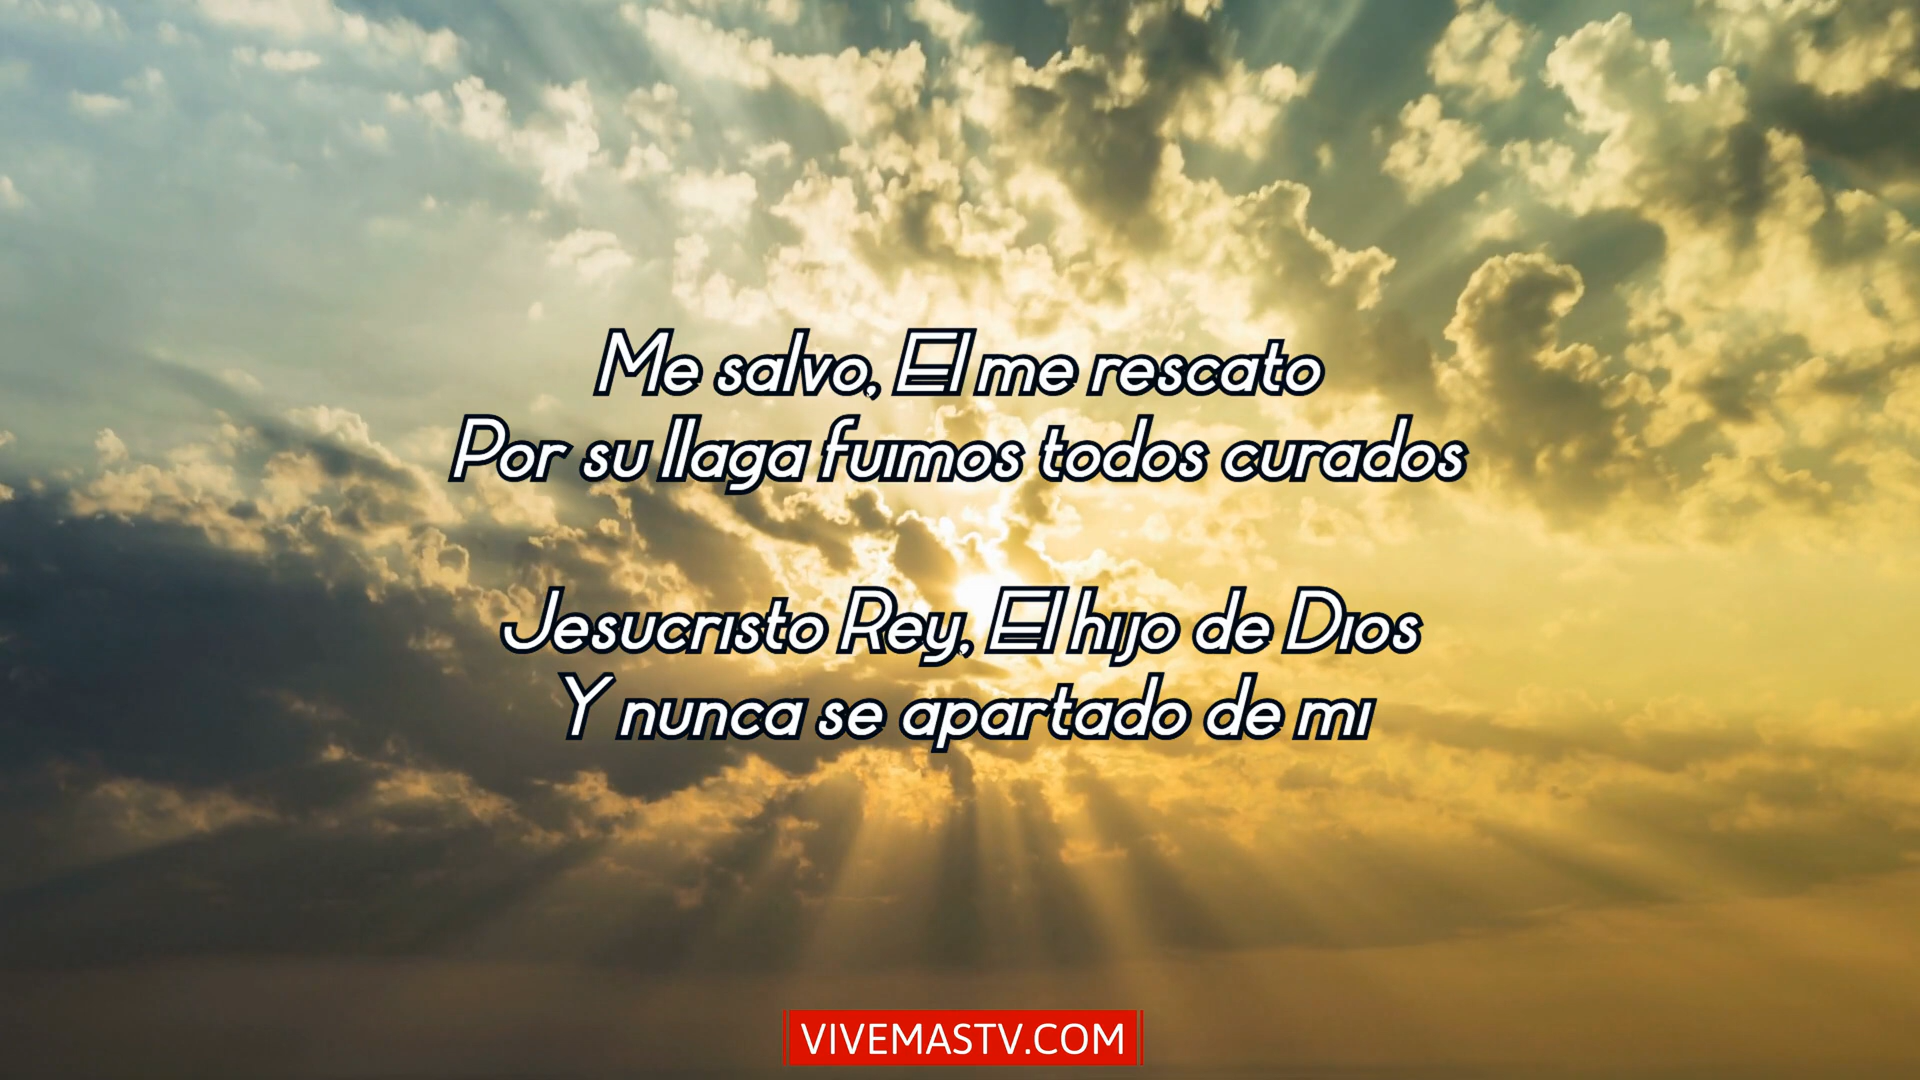 Me salvo, El me rescato
Por su llaga fuimos todos curados
Jesucristo Rey, El hijo de Dios
Y nunca se apartado de mi
VIVEMASTV.COM